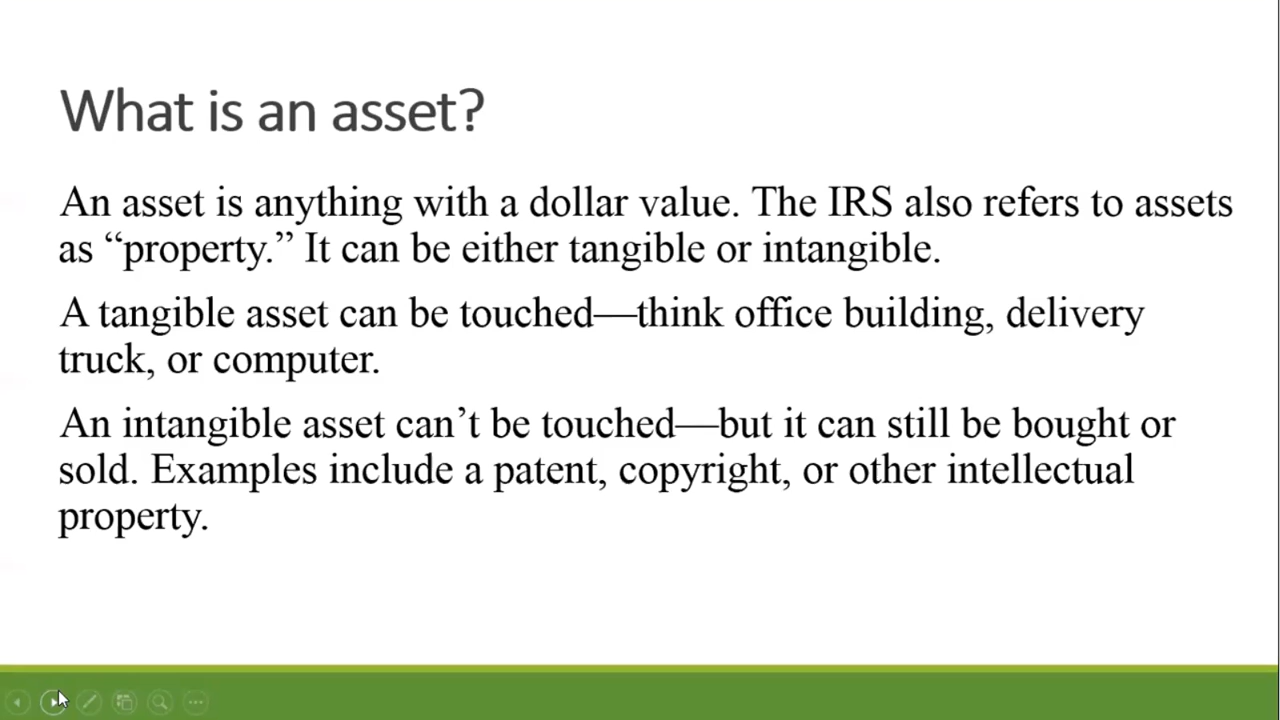 What is an asset?
An asset is anything with a dollar value. The IRS also refers to assets
as “property.” It can be either tangible or intangible.
A tangible asset can be touched—think office building, delivery
truck, or computer.
An intangible asset can’t be touched—but it can still be bought or
sold. Examples include a patent, copyright, or other intellectual
property.